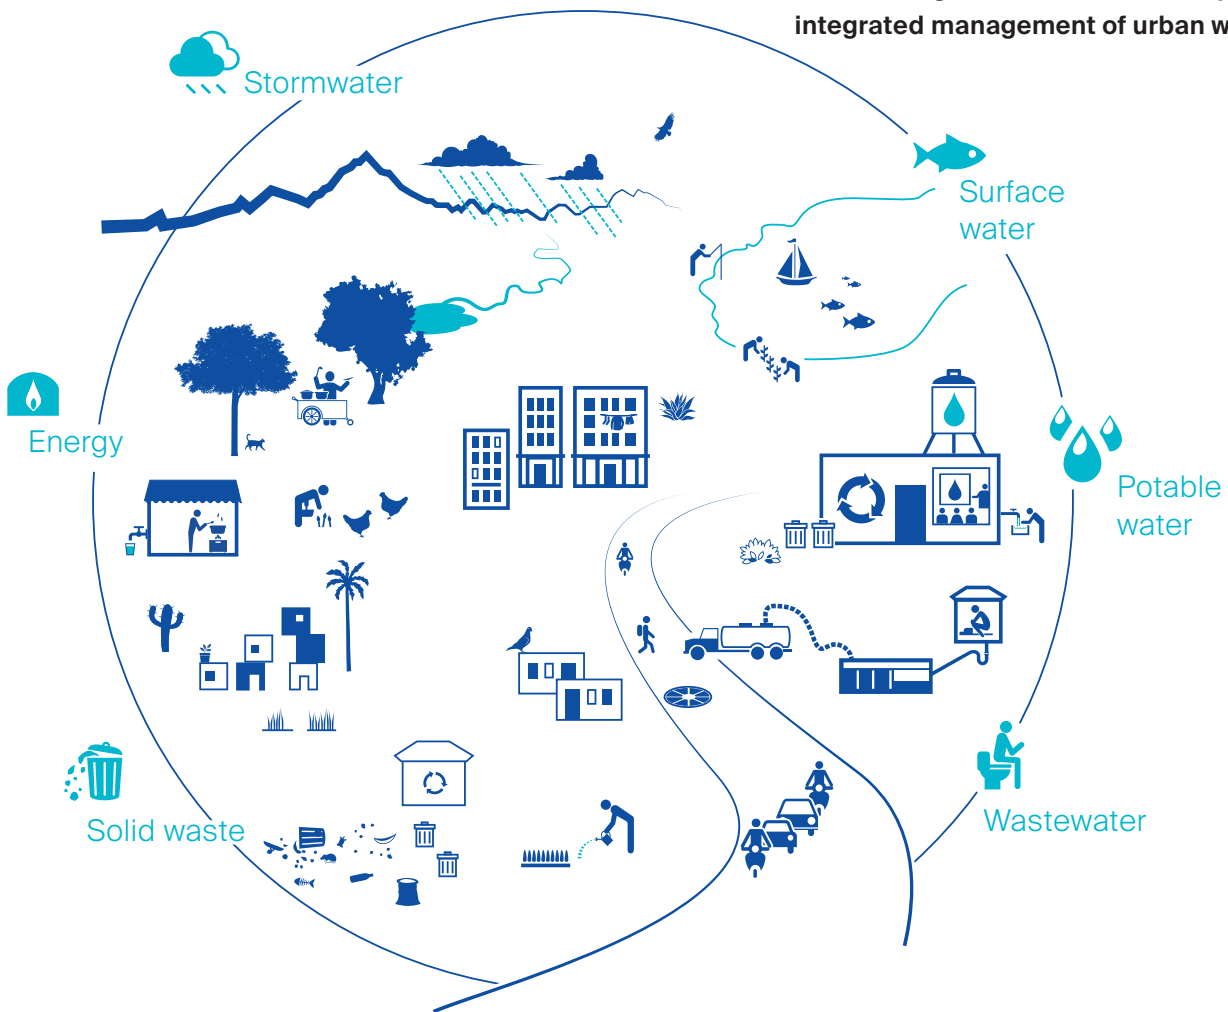 integrated management of urban w
Stormwater
Surface
water
Energy
Potable
water
Solid waste
Wastewater